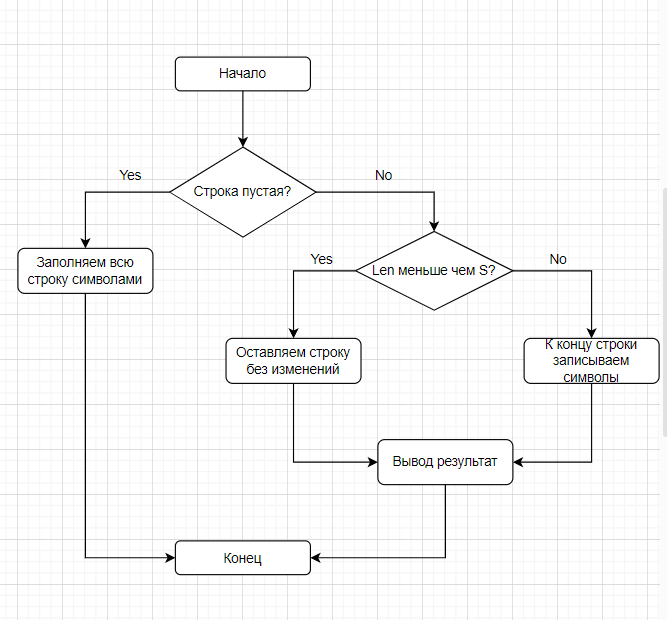 Начало
Yes
No
Строка пустая?
Заполняем всю
строку символами
Yes
No
Len меньше чем S?
Оставляем строку
без изменений
К концу строки
записываем
символы
Вывод результат
Конец